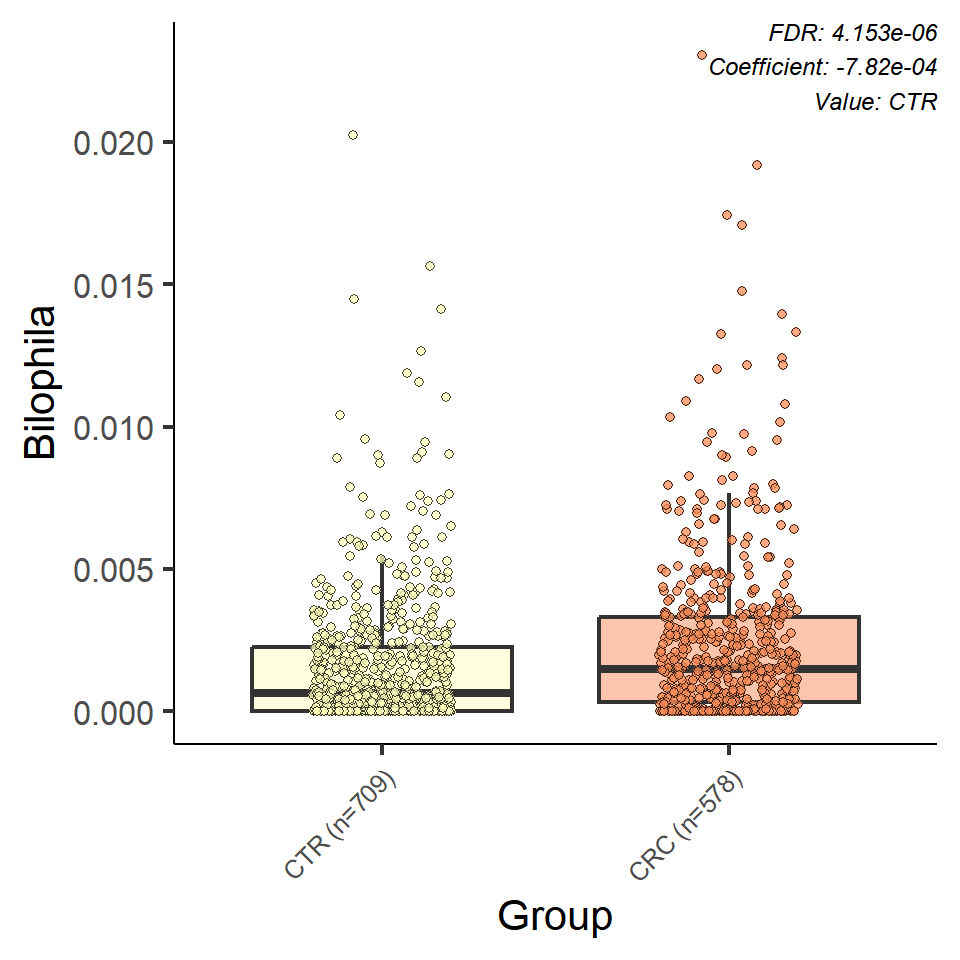 FDR: 4.153e-06
Coefficient: -7.82e-04
Value: CTR
0.020
0.015
0.010
0.005
0.000
Bilophila
CTR (n=709)
CRC (n=578)
Group